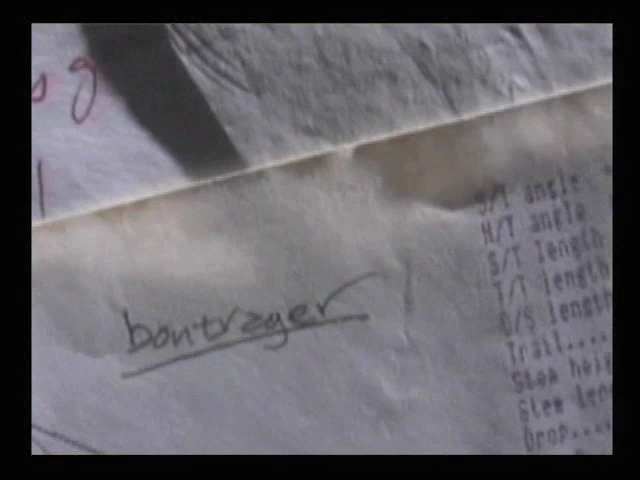 g
S/T angle
H/T angle
S/T length
T/T length
C/S length
Trail....
Stem heig
Stem len
Drop....
bontrager